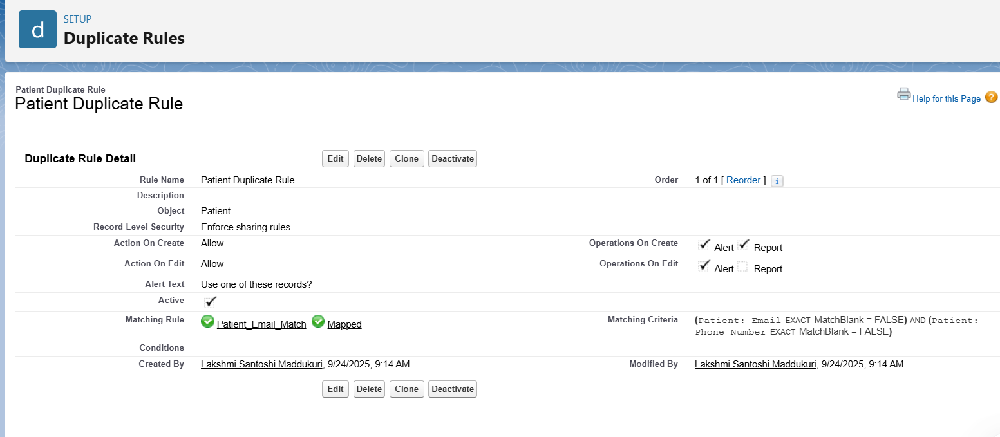 d
SETUP
Duplicate Rules
Patient Duplicate Rule
Patient Duplicate Rule
Help for this Page ?
Duplicate Rule Detail Edit Delete Clone Deactivate
Rule Name Patient Duplicate Rule Order 1 of 1 [ Reorder ] i
Description
Object Patient
Record-Level Security Enforce sharing rules
Action On Create Allow Operations On Create Alert Report
Action On Edit Allow Operations On Edit Alert Report
Alert Text Use one of these records?
Active
Matching Rule Patient_Email_Match Mapped Matching Criteria (Patient: Email EXACT MatchBlank = FALSE) AND (Patient:
Phone_Number EXACT MatchBlank = FALSE)
Conditions
Created By Lakshmi Santoshi Maddukuri, 9/24/2025, 9:14 AM Modified By Lakshmi Santoshi Maddukuri, 9/24/2025, 9:14 AM
Edit Delete Clone Deactivate